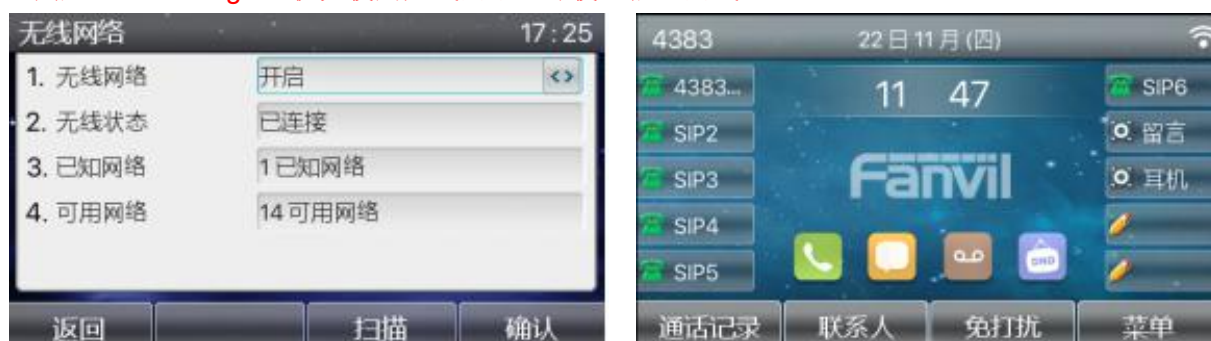 无线网络 17:25
1. 无线网络 开启
2. 无线状态 已连接
3. 已知网络 1 已知网络
4. 可用网络 14 可用网络
返回 扫描 确认
4383 22日11月(四)
11 47
4383... SIP6
SIP2 留言
SIP3 耳机
Fanvil
SIP4
SIP5
DND
通话记录 联系人 免打扰 菜单